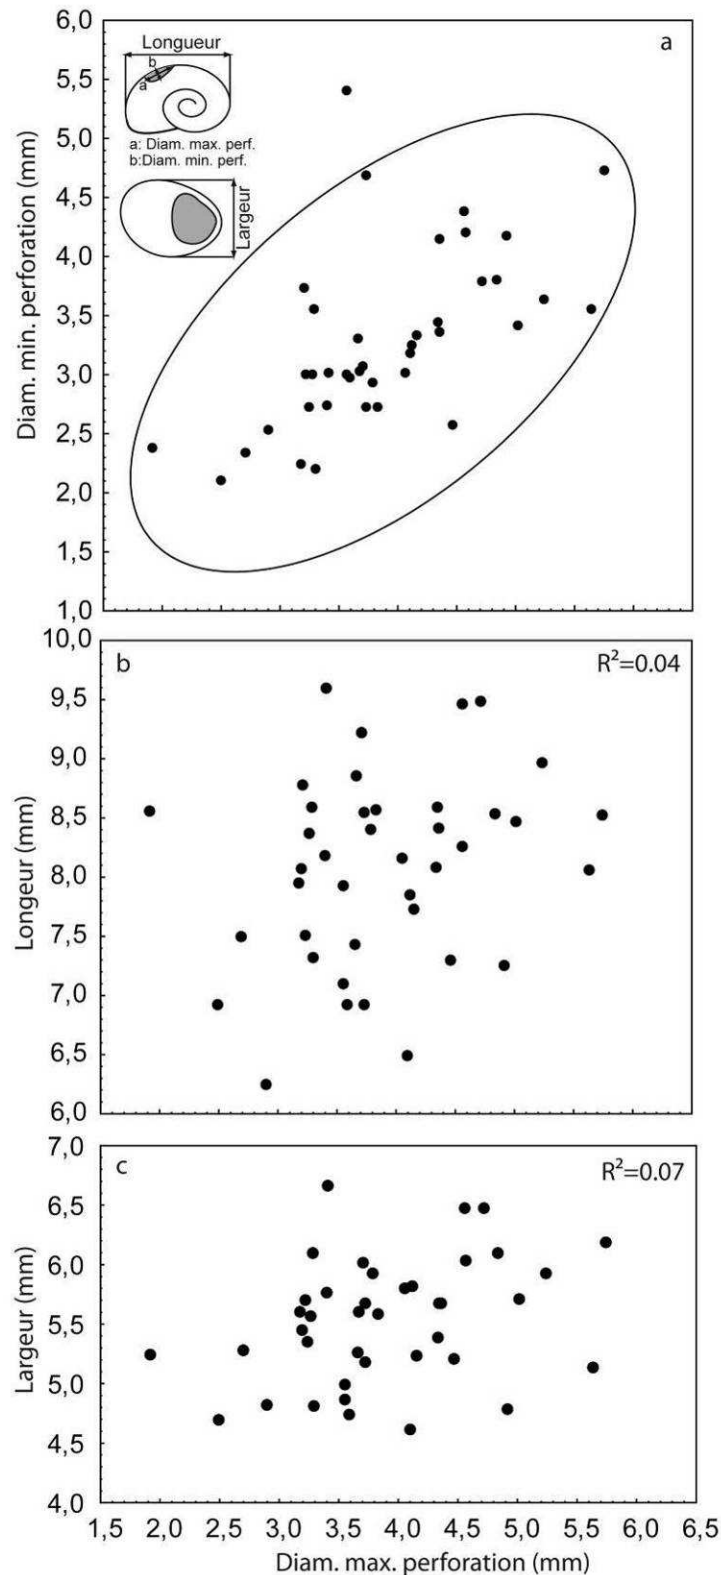 6,0
5,5
5,0
4,5
4,0
3,5
3,0
2,5
2,0
1,5
1,0
Diam. min. perforation (mm)
a
Longueur
b
a
a: Diam. max. perf.
b:Diam. min. perf.
Largeur
10,0
9,5
9,0
8,5
8,0
7,5
7,0
6,5
6,0
Longeur (mm)
b
R²=0.04
7,0
6,5
6,0
5,5
5,0
4,5
4,0
Largeur (mm)
c
R²=0.07
1,5 2,0 2,5 3,0 3,5 4,0 4,5 5,0 5,5 6,0 6,5
Diam. max. perforation (mm)